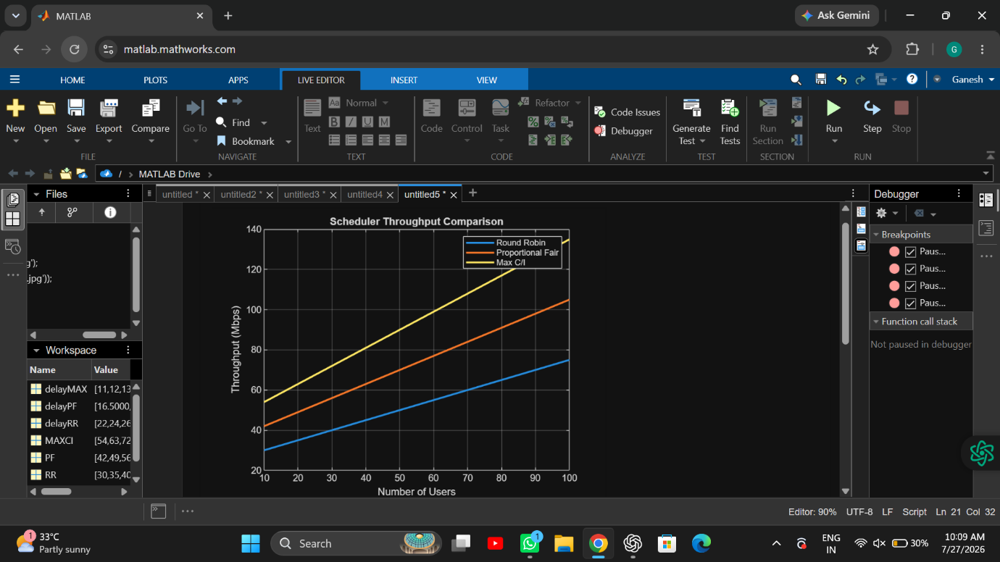 MATLAB
Ask Gemini
matlab.mathworks.com
G
HOME PLOTS APPS LIVE EDITOR INSERT VIEW
Ganesh
New Open Save Export Compare
FILE
Go To
Find
Bookmark
NAVIGATE
Text
Aa Normal
B I U M
TEXT
Code Control Task
Refactor
CODE
Code Issues
Debugger
ANALYZE
Generate Test
Find Tests
TEST
Run Section
SECTION
Run Step Stop
RUN
/ › MATLAB Drive ›
Files
g');
.jpg'));
Workspace
Name Value
delayMAX [11,12,13
delayPF [16.5000,
delayRR [22,24,26
MAXCI [54,63,72
PF [42,49,56
RR [30,35,40
untitled * untitled2 * untitled3 * untitled4 untitled5 *
Scheduler Throughput Comparison
Round Robin
Proportional Fair
Max C/I
Throughput (Mbps)
140
120
100
80
60
40
20
10 20 30 40 50 60 70 80 90 100
Number of Users
Debugger
Breakpoints
Paus...
Paus...
Paus...
Paus...
Function call stack
Not paused in debugger
Editor: 90% UTF-8 LF Script Ln 21 Col 32
1
33°C
Partly sunny
Search
1
ENG
IN
30%
10:09 AM
7/27/2026